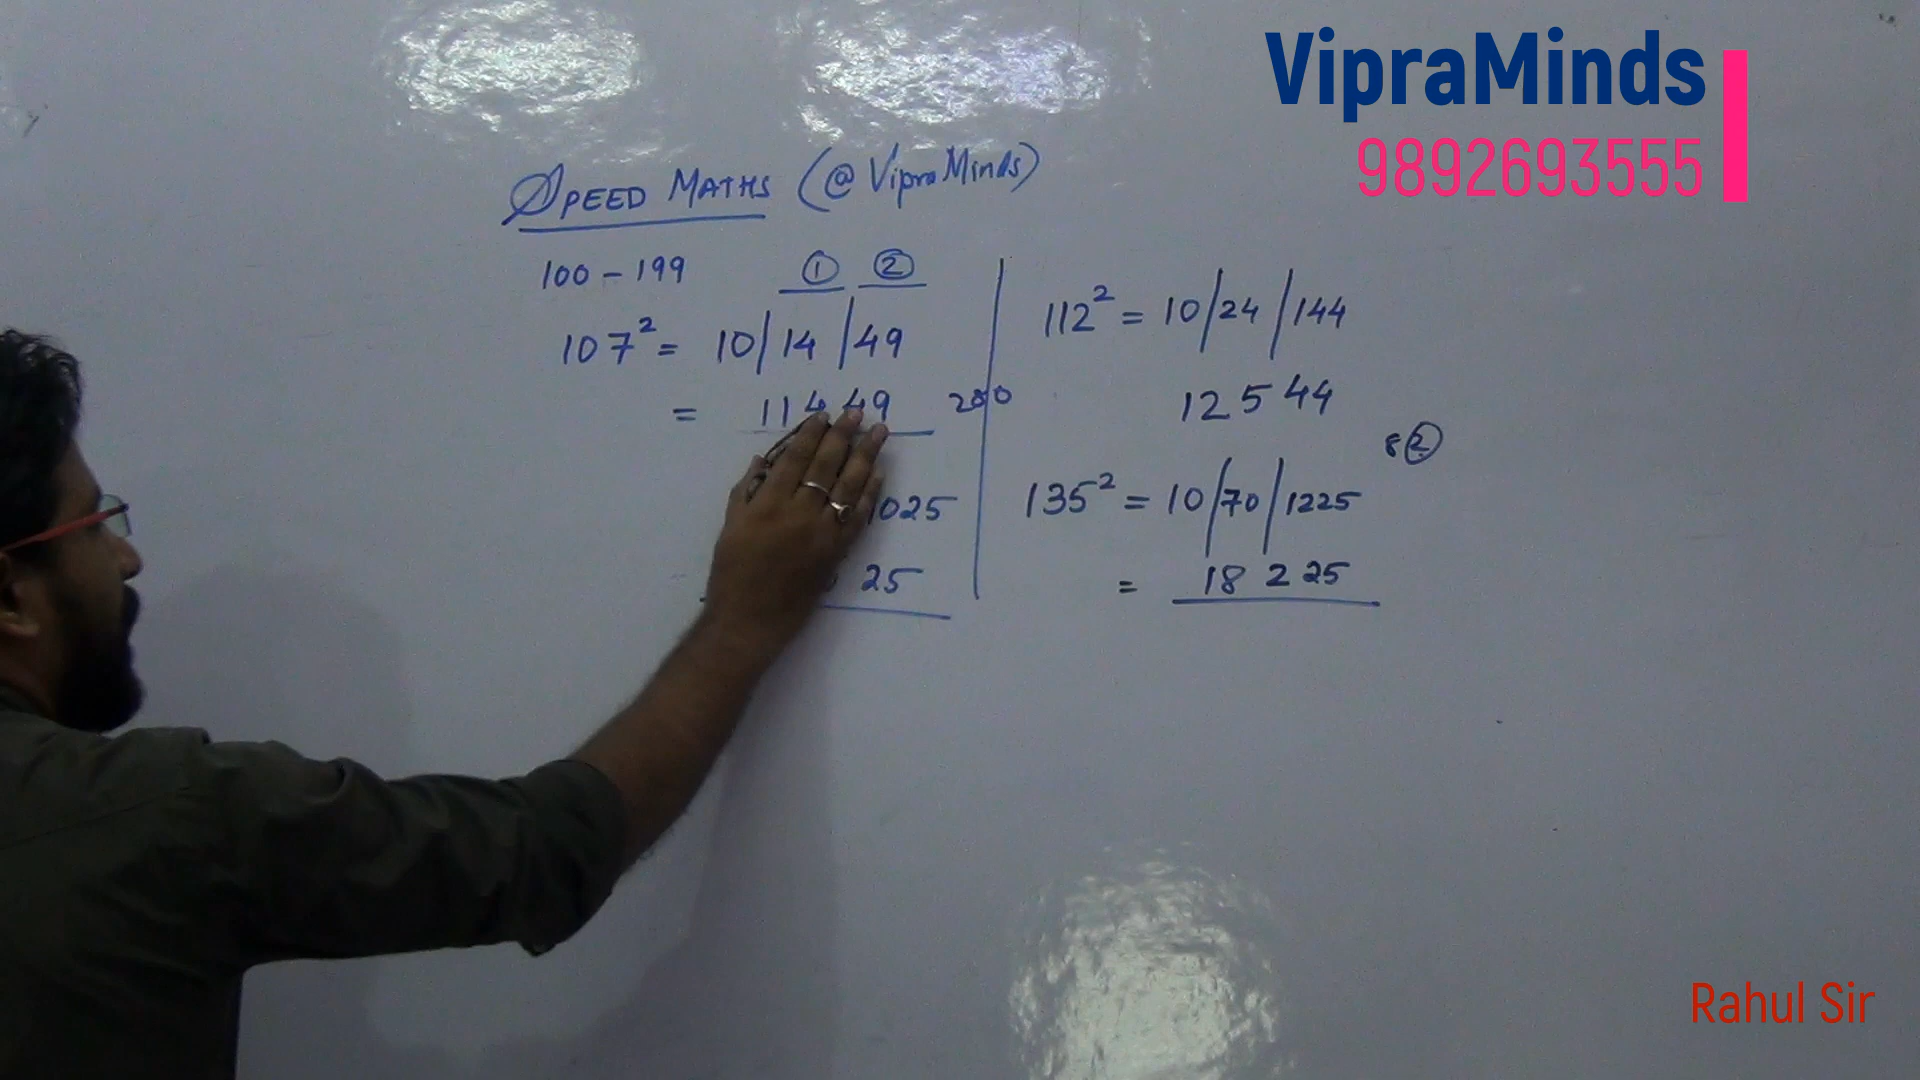 VipraMinds
9892693555
SPEED MATHS (@ VipraMinds)
100 - 199 ① ②
107² = 10/14/49
= 11449
200
1025
25
112² = 10/24/144
12544
8②
135² = 10/70/1225
= 18225
Rahul Sir